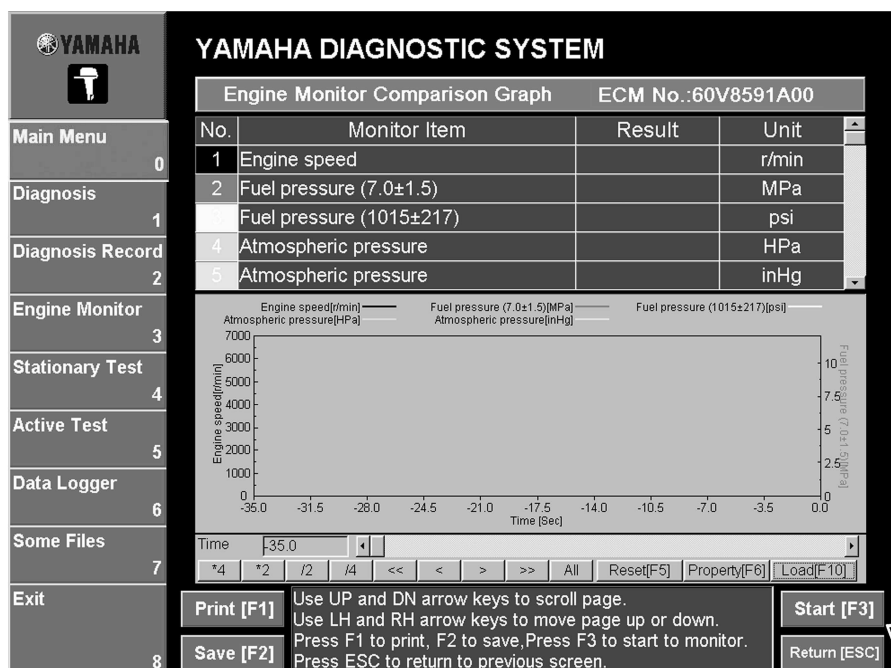 YAMAHA
YAMAHA DIAGNOSTIC SYSTEM
Engine Monitor Comparison Graph ECM No.:60V8591A00
Main Menu
0
Diagnosis
1
Diagnosis Record
2
Engine Monitor
3
Stationary Test
4
Active Test
5
Data Logger
6
Some Files
7
Exit
8
No. Monitor Item Result Unit
1 Engine speed r/min
2 Fuel pressure (7.0±1.5) MPa
Fuel pressure (1015±217) psi
4 Atmospheric pressure HPa
5 Atmospheric pressure inHg
Engine speed[r/min] Fuel pressure (7.0±1.5)[MPa] Fuel pressure (1015±217)[psi]
Atmospheric pressure[HPa] Atmospheric pressure[inHg]
Engine speed[r/min]
7000
6000
5000
4000
3000
2000
1000
0
10
7.5
5
2.5
0
Fuel pressure (7.0±1.5)[MPa]
-35.0 -31.5 -28.0 -24.5 -21.0 -17.5 -14.0 -10.5 -7.0 -3.5 0.0
Time [Sec]
Time -35.0
*4 *2 /2 /4 << < > >> All Reset[F5] Property[F6] Load[F10]
Print [F1]
Save [F2]
Use UP and DN arrow keys to scroll page.
Use LH and RH arrow keys to move page up or down.
Press F1 to print, F2 to save,Press F3 to start to monitor.
Press ESC to return to previous screen.
Start [F3]
Return [ESC]